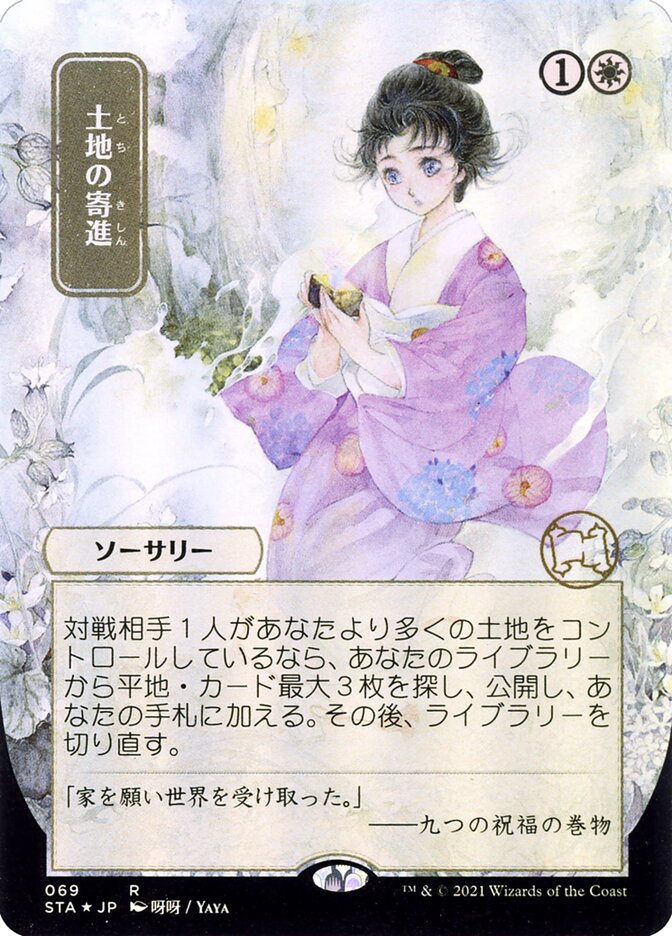 土地の寄進
とち
きしん
1
ソーサリー
対戦相手1人があなたより多くの土地をコン
トロールしているなら、あなたのライブラリー
から平地・カード最大3枚を探し、公開し、あ
なたの手札に加える。その後、ライブラリーを
切り直す。
「家を願い世界を受け取った。」
――九つの祝福の巻物
069 R
STA ★ JP 呀呀 / YAYA
™ & © 2021 Wizards of the Coast